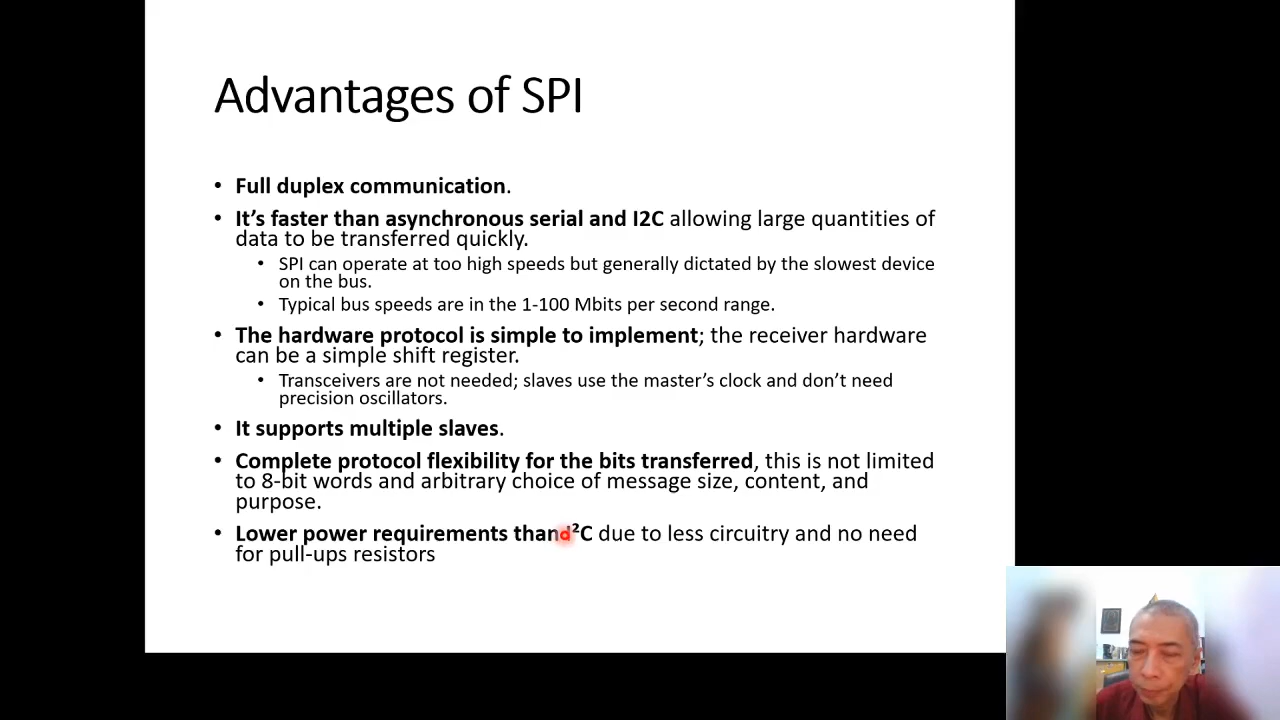 Advantages of SPI
• Full duplex communication.
• It’s faster than asynchronous serial and I2C allowing large quantities of
data to be transferred quickly.
• SPI can operate at too high speeds but generally dictated by the slowest device
on the bus.
• Typical bus speeds are in the 1-100 Mbits per second range.
• The hardware protocol is simple to implement; the receiver hardware
can be a simple shift register.
• Transceivers are not needed; slaves use the master’s clock and don’t need
precision oscillators.
• It supports multiple slaves.
• Complete protocol flexibility for the bits transferred, this is not limited
to 8-bit words and arbitrary choice of message size, content, and
purpose.
• Lower power requirements than I²C due to less circuitry and no need
for pull-ups resistors